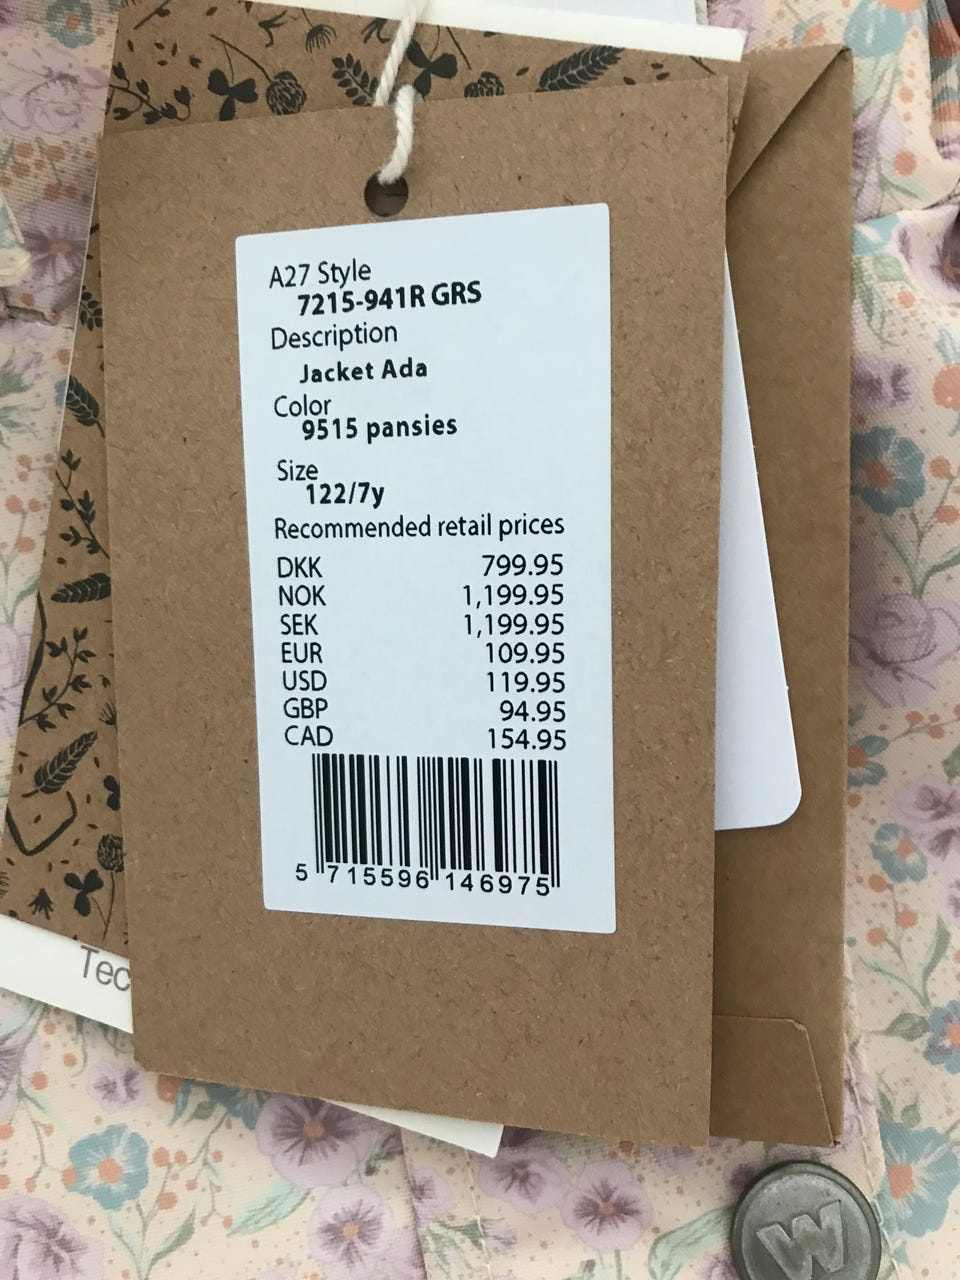 A27 Style
7215-941R GRS
Description
Jacket Ada
Color
9515 pansies
Size
122/7y
Recommended retail prices
DKK 799.95
NOK 1,199.95
SEK 1,199.95
EUR 109.95
USD 119.95
GBP 94.95
CAD 154.95
5 715596 146975
Tec
W